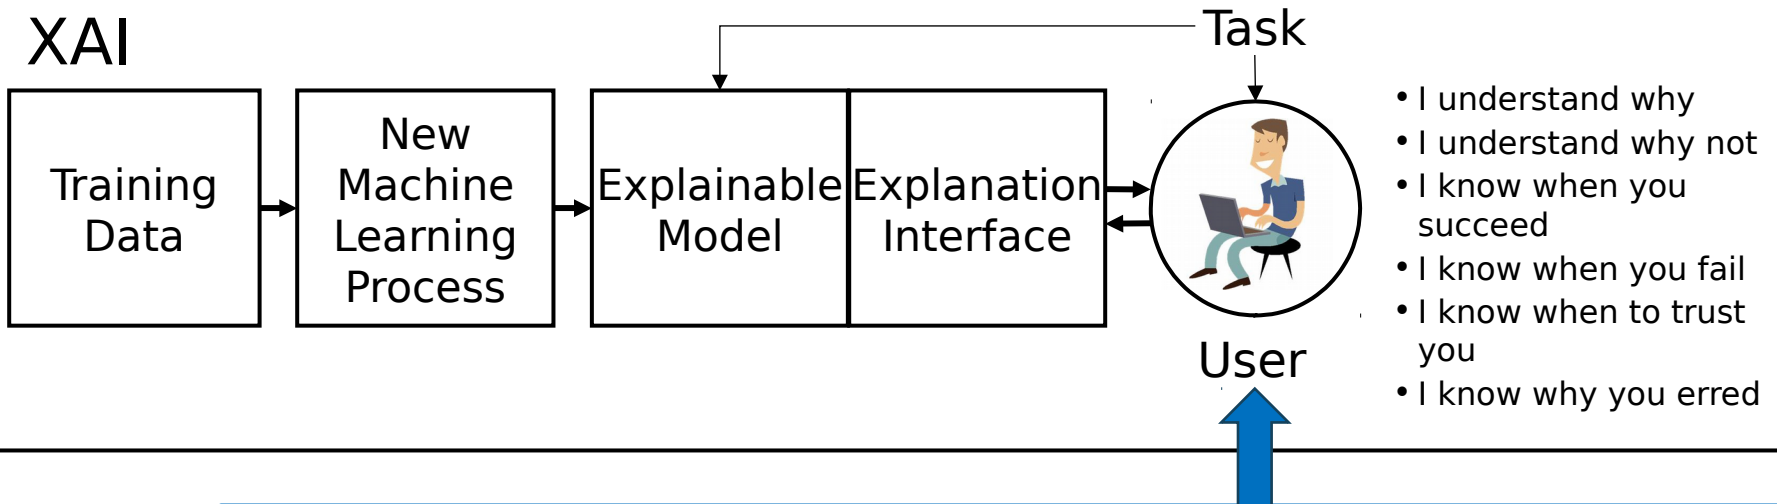 XAI
Task
Training
Data
New
Machine
Learning
Process
Explainable
Model
Explanation
Interface
User
• I understand why
• I understand why not
• I know when you
succeed
• I know when you fail
• I know when to trust
you
• I know why you erred